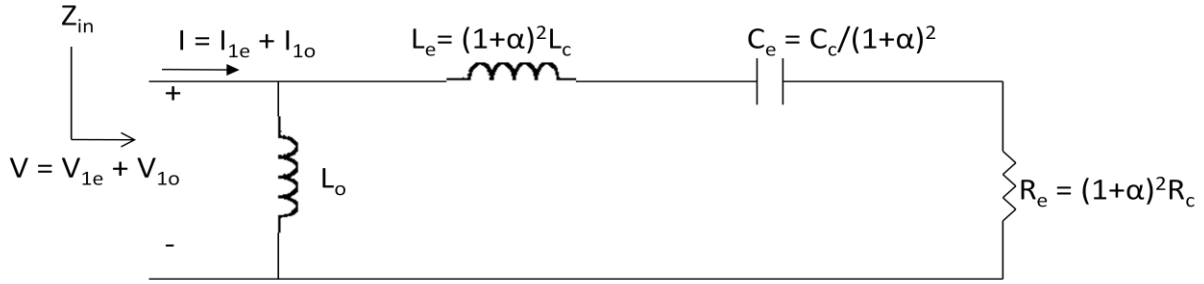 Z_in
I = I_1e + I_1o
L_e= (1+α)²L_c
C_e = C_c/(1+α)²
+
V = V_1e + V_1o
L_o
R_e = (1+α)²R_c
-